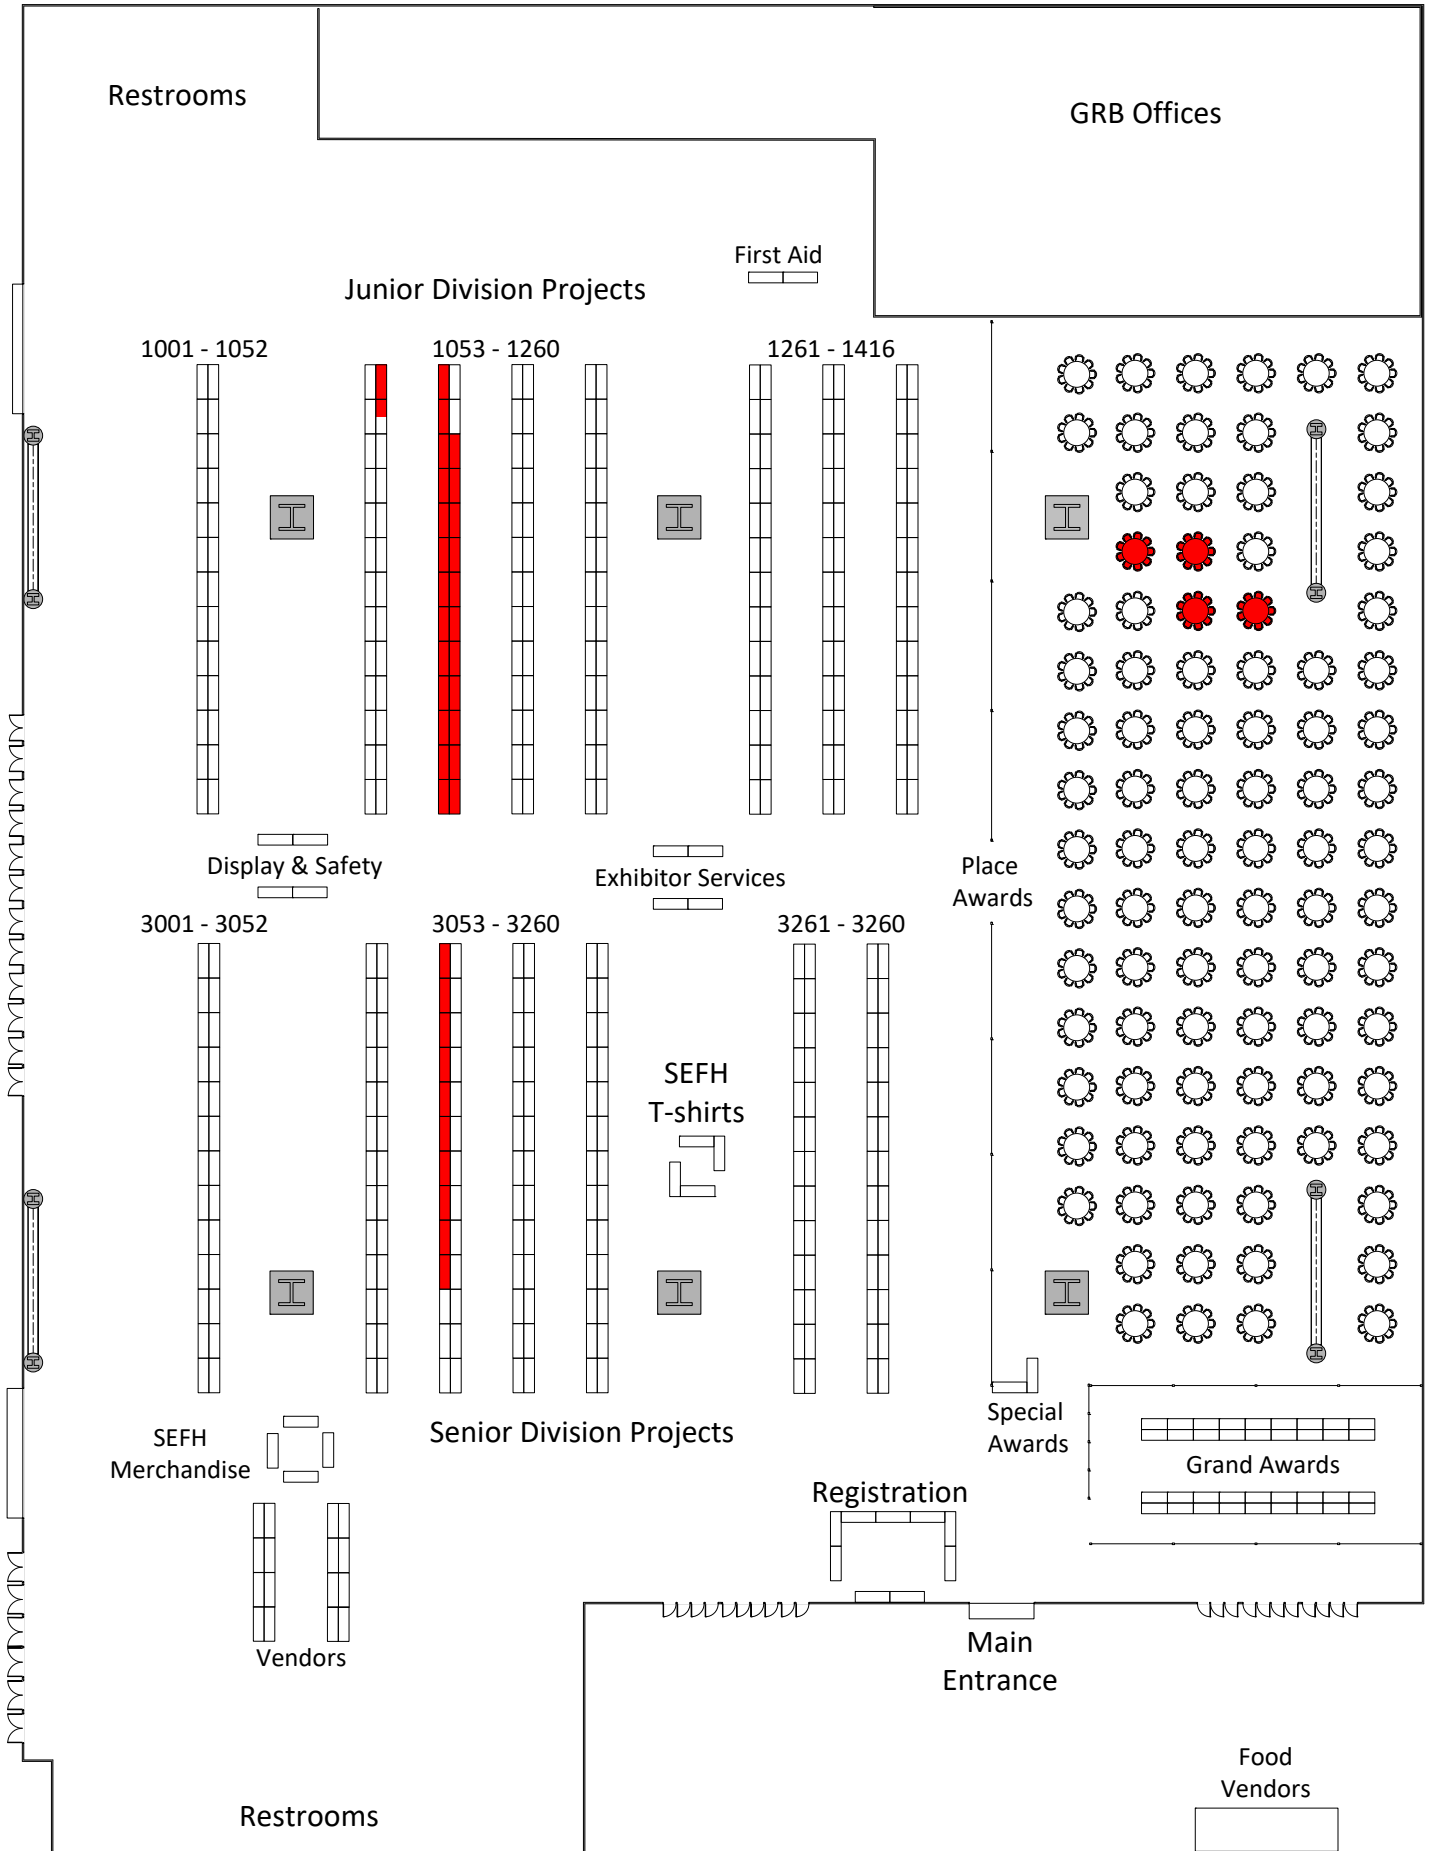 Restrooms
GRB Offices
First Aid
Junior Division Projects
1001 - 1052
1053 - 1260
1261 - 1416
Display & Safety
Exhibitor Services
Place
Awards
3001 - 3052
3053 - 3260
3261 - 3260
SEFH
T-shirts
Special
Awards
Senior Division Projects
SEFH
Merchandise
Grand Awards
Registration
Vendors
Main
Entrance
Food
Vendors
Restrooms